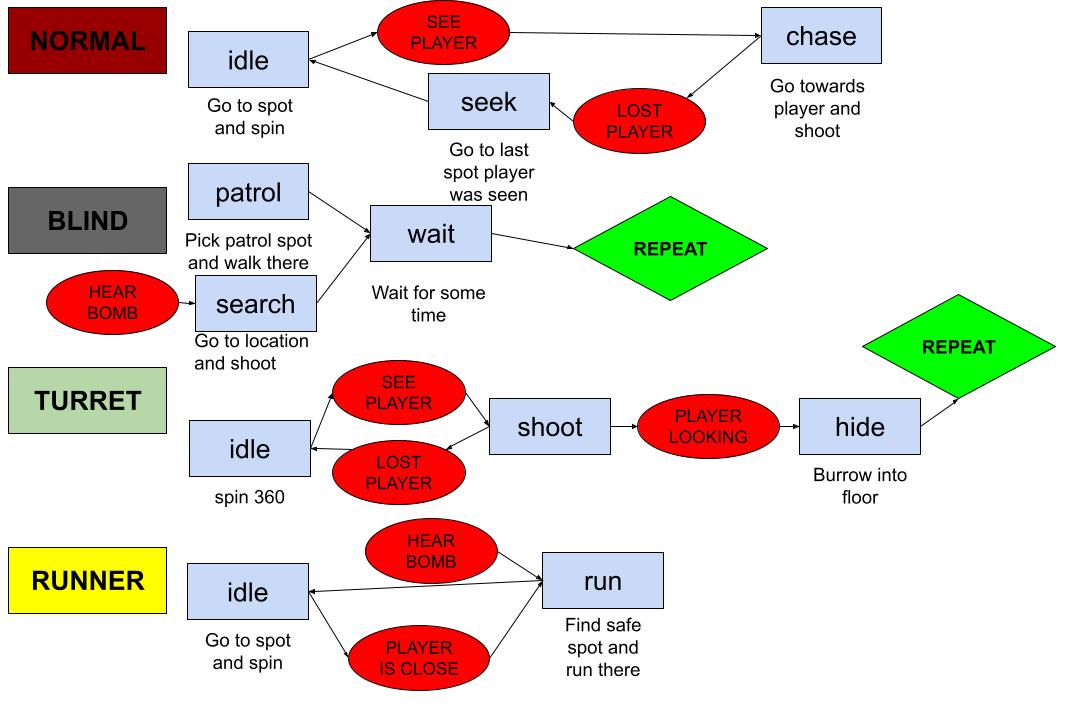 NORMAL
idle
Go to spot
and spin
SEE
PLAYER
chase
Go towards
player and
shoot
LOST
PLAYER
seek
Go to last
spot player
was seen
BLIND
patrol
Pick patrol spot
and walk there
HEAR
BOMB
search
Go to location
and shoot
wait
Wait for some
time
REPEAT
TURRET
idle
spin 360
SEE
PLAYER
LOST
PLAYER
shoot
PLAYER
LOOKING
hide
Burrow into
floor
REPEAT
RUNNER
idle
Go to spot
and spin
HEAR
BOMB
PLAYER
IS CLOSE
run
Find safe
spot and
run there